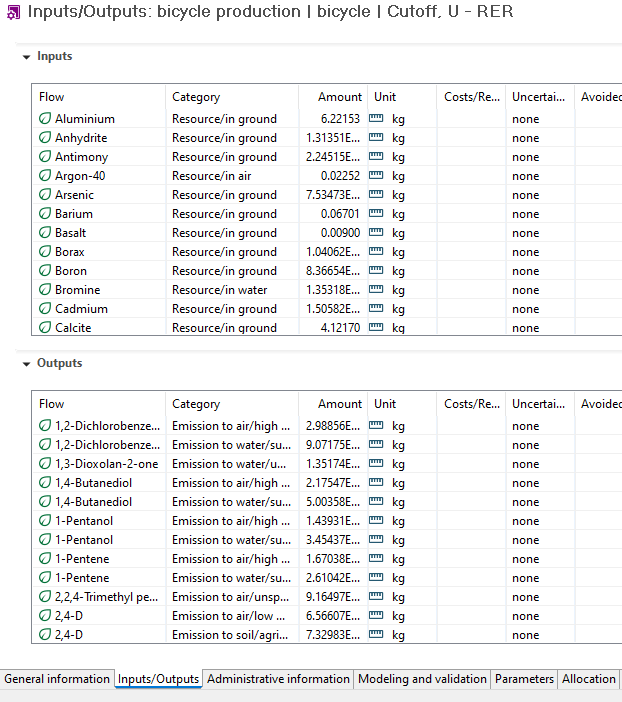 Inputs/Outputs: bicycle production | bicycle | Cutoff, U - RER
Inputs
Flow Category Amount Unit Costs/Re... Uncertai... Avoided
Aluminium Resource/in ground 6.22153 kg none
Anhydrite Resource/in ground 1.31351E... kg none
Antimony Resource/in ground 2.24515E... kg none
Argon-40 Resource/in air 0.02252 kg none
Arsenic Resource/in ground 7.53473E... kg none
Barium Resource/in ground 0.06701 kg none
Basalt Resource/in ground 0.00900 kg none
Borax Resource/in ground 1.04062E... kg none
Boron Resource/in ground 8.36654E... kg none
Bromine Resource/in water 1.35318E... kg none
Cadmium Resource/in ground 1.50582E... kg none
Calcite Resource/in ground 4.12170 kg none
Outputs
Flow Category Amount Unit Costs/Re... Uncertai... Avoided
1,2-Dichlorobenze... Emission to air/high ... 2.98856E... kg none
1,2-Dichlorobenze... Emission to water/su... 9.07175E... kg none
1,3-Dioxolan-2-one Emission to water/u... 1.35174E... kg none
1,4-Butanediol Emission to air/high ... 2.17547E... kg none
1,4-Butanediol Emission to water/su... 5.00358E... kg none
1-Pentanol Emission to air/high ... 1.43931E... kg none
1-Pentanol Emission to water/su... 3.45437E... kg none
1-Pentene Emission to air/high ... 1.67038E... kg none
1-Pentene Emission to water/su... 2.61042E... kg none
2,2,4-Trimethyl pe... Emission to air/unsp... 9.16497E... kg none
2,4-D Emission to air/low ... 6.56607E... kg none
2,4-D Emission to soil/agri... 7.32983E... kg none
General information Inputs/Outputs Administrative information Modeling and validation Parameters Allocation